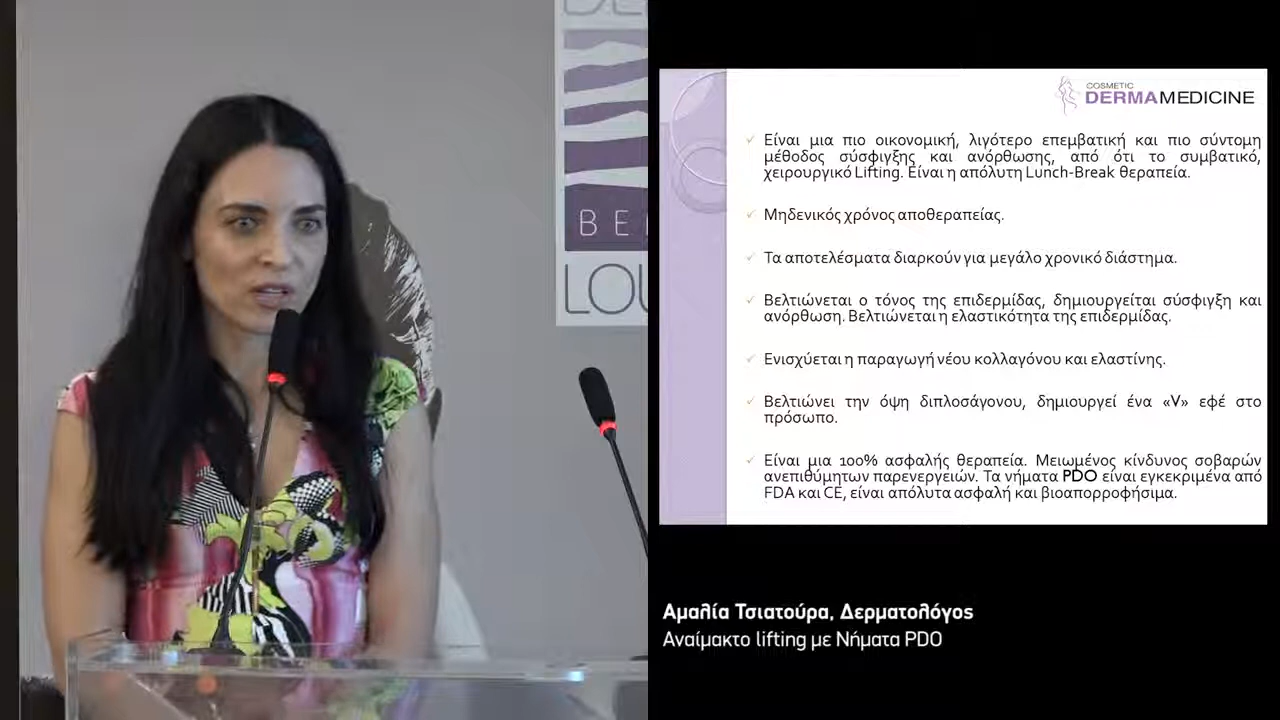 BE
LOU
COSMETIC
DERMAMEDICINE
Είναι μια πιο οικονομική, λιγότερο επεμβατική και πιο σύντομη
μέθοδος σύσφιγξης και ανόρθωσης, από ότι το συμβατικό,
χειρουργικό Lifting. Είναι η απόλυτη Lunch-Break θεραπεία.
Μηδενικός χρόνος αποθεραπείας.
Τα αποτελέσματα διαρκούν για μεγάλο χρονικό διάστημα.
Βελτιώνεται ο τόνος της επιδερμίδας, δημιουργείται σύσφιγξη και
ανόρθωση. Βελτιώνεται η ελαστικότητα της επιδερμίδας.
Ενισχύεται η παραγωγή νέου κολλαγόνου και ελαστίνης.
Βελτιώνει την όψη διπλοσάγονου, δημιουργεί ένα «V» εφέ στο
πρόσωπο.
Είναι μια 100% ασφαλής θεραπεία. Μειωμένος κίνδυνος σοβαρών
ανεπιθύμητων παρενεργειών. Τα νήματα PDO είναι εγκεκριμένα από
FDA και CE, είναι απόλυτα ασφαλή και βιοαπορροφήσιμα.
Αμαλία Τσιατούρα, Δερματολόγος
Αναίμακτο lifting με Νήματα PDO